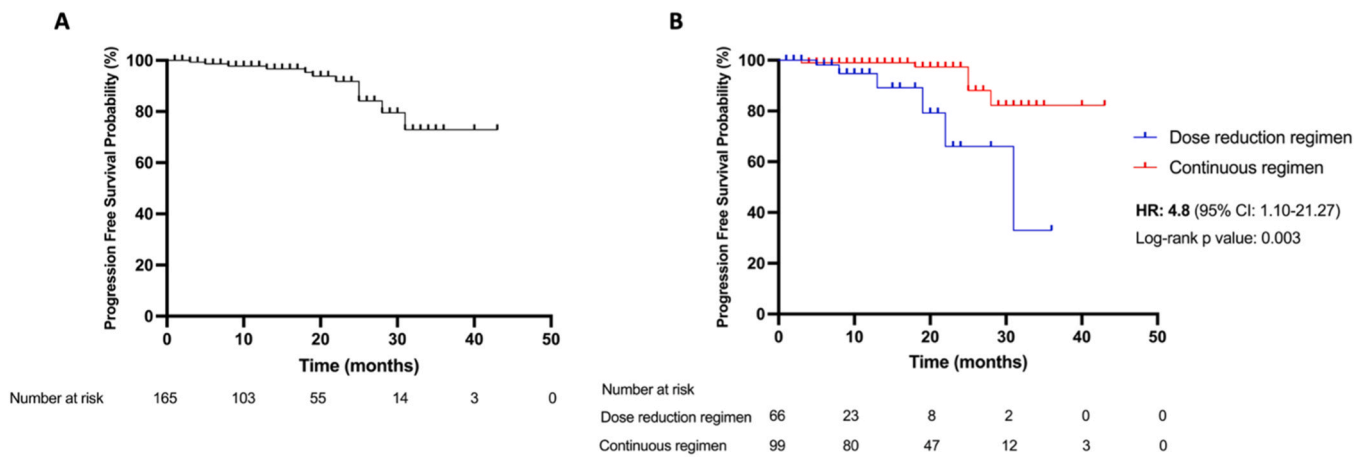 A
Progression Free Survival Probability (%)
100
80
60
40
20
0
0 10 20 30 40 50
Time (months)
Number at risk 165 103 55 14 3 0
B
Progression Free Survival Probability (%)
100
80
60
40
20
0
0 10 20 30 40 50
Time (months)
Dose reduction regimen
Continuous regimen
HR: 4.8 (95% CI: 1.10-21.27)
Log-rank p value: 0.003
Number at risk
Dose reduction regimen 66 23 8 2 0 0
Continuous regimen 99 80 47 12 3 0